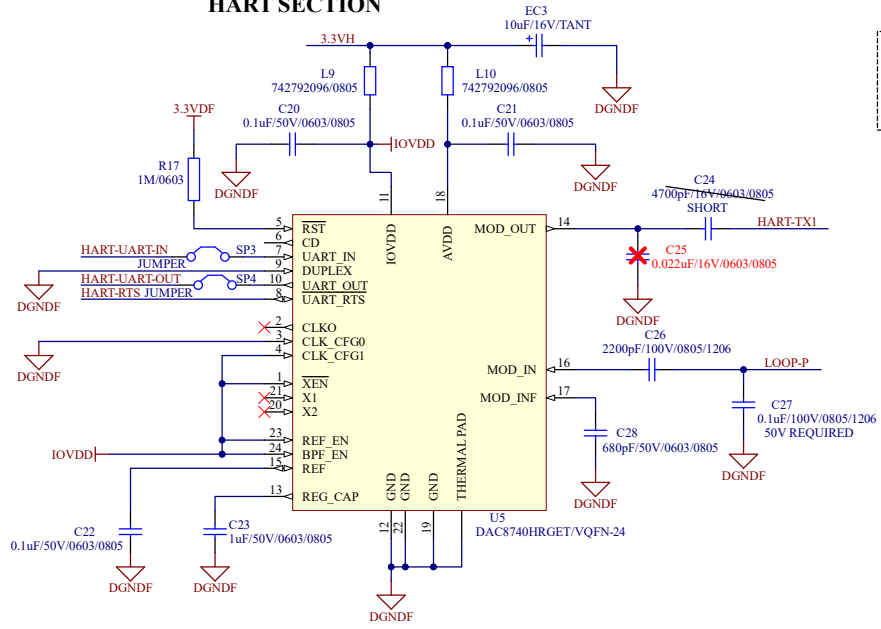 HART SECTION
EC3
10uF/16V/TANT
3.3VH
+
L9
742792096/0805
L10
742792096/0805
DGNDF
3.3VDF
C20
0.1uF/50V/0603/0805
C21
0.1uF/50V/0603/0805
IOVDD
R17
1M/0603
DGNDF
DGNDF
C24
4700pF/16V/0603/0805
SHORT
11
18
5
RST
IOVDD
AVDD
MOD_OUT
14
HART-TX1
6
CD
HART-UART-IN
SP3
7
UART_IN
JUMPER
9
DUPLEX
C25
0.022uF/16V/0603/0805
HART-UART-OUT
SP4
10
UART_OUT
HART-RTS
JUMPER
8
UART_RTS
DGNDF
DGNDF
2
CLKO
3
CLK_CFG0
4
CLK_CFG1
C26
2200pF/100V/0805/1206
DGNDF
MOD_IN
16
LOOP-P
1
XEN
21
X1
20
X2
MOD_INF
17
C27
0.1uF/100V/0805/1206
50V REQUIRED
23
REF_EN
IOVDD
24
BPF_EN
15
REF
C28
680pF/50V/0603/0805
DGNDF
13
REG_CAP
GND
GND
GND
THERMAL PAD
DGNDF
C22
0.1uF/50V/0603/0805
C23
1uF/50V/0603/0805
12
22
19
U5
DAC8740HRGET/VQFN-24
DGNDF
DGNDF
DGNDF